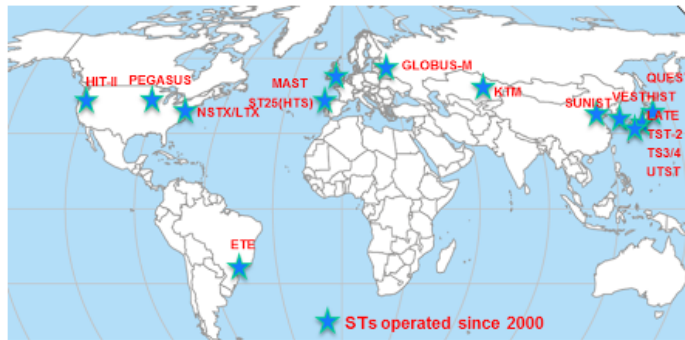 HIT-II
PEGASUS
NSTX/LTX
MAST
ST25(HTS)
GLOBUS-M
KTM
SUNIST
VEST
HIST
QUES
LATE
TST-2
TS3/4
UTST
ETE
STs operated since 2000